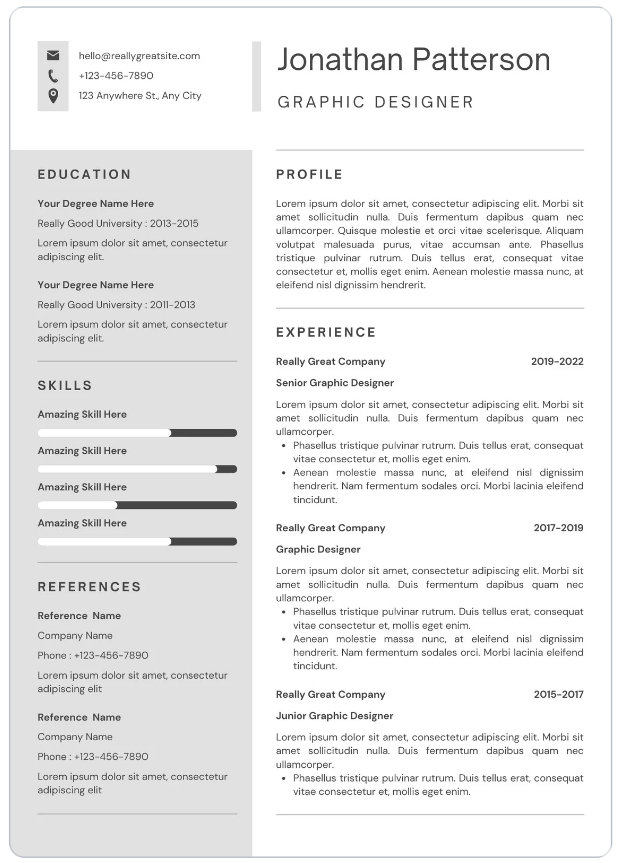 hello@reallygreatsite.com
+123-456-7890
123 Anywhere St., Any City
Jonathan Patterson
GRAPHIC DESIGNER
EDUCATION
Your Degree Name Here
Really Good University : 2013-2015
Lorem ipsum dolor sit amet, consectetur
adipiscing elit.
Your Degree Name Here
Really Good University : 2011-2013
Lorem ipsum dolor sit amet, consectetur
adipiscing elit.
SKILLS
Amazing Skill Here
Amazing Skill Here
Amazing Skill Here
Amazing Skill Here
REFERENCES
Reference Name
Company Name
Phone : +123-456-7890
Lorem ipsum dolor sit amet, consectetur
adipiscing elit
Reference Name
Company Name
Phone : +123-456-7890
Lorem ipsum dolor sit amet, consectetur
adipiscing elit
PROFILE
Lorem ipsum dolor sit amet, consectetur adipiscing elit. Morbi sit
amet sollicitudin nulla. Duis fermentum dapibus quam nec
ullamcorper. Quisque molestie et orci vitae scelerisque. Aliquam
volutpat malesuada purus, vitae accumsan ante. Phasellus
tristique pulvinar rutrum. Duis tellus erat, consequat vitae
consectetur et, mollis eget enim. Aenean molestie massa nunc, at
eleifend nisl dignissim hendrerit.
EXPERIENCE
Really Great Company 2019-2022
Senior Graphic Designer
Lorem ipsum dolor sit amet, consectetur adipiscing elit. Morbi sit
amet sollicitudin nulla. Duis fermentum dapibus quam nec
ullamcorper.
• Phasellus tristique pulvinar rutrum. Duis tellus erat, consequat
vitae consectetur et, mollis eget enim.
• Aenean molestie massa nunc, at eleifend nisl dignissim
hendrerit. Nam fermentum sodales orci. Morbi lacinia eleifend
tincidunt.
Really Great Company 2017-2019
Graphic Designer
Lorem ipsum dolor sit amet, consectetur adipiscing elit. Morbi sit
amet sollicitudin nulla. Duis fermentum dapibus quam nec
ullamcorper.
• Phasellus tristique pulvinar rutrum. Duis tellus erat, consequat
vitae consectetur et, mollis eget enim.
• Aenean molestie massa nunc, at eleifend nisl dignissim
hendrerit. Nam fermentum sodales orci. Morbi lacinia eleifend
tincidunt.
Really Great Company 2015-2017
Junior Graphic Designer
Lorem ipsum dolor sit amet, consectetur adipiscing elit. Morbi sit
amet sollicitudin nulla. Duis fermentum dapibus quam nec
ullamcorper.
• Phasellus tristique pulvinar rutrum. Duis tellus erat, consequat
vitae consectetur et, mollis eget enim.